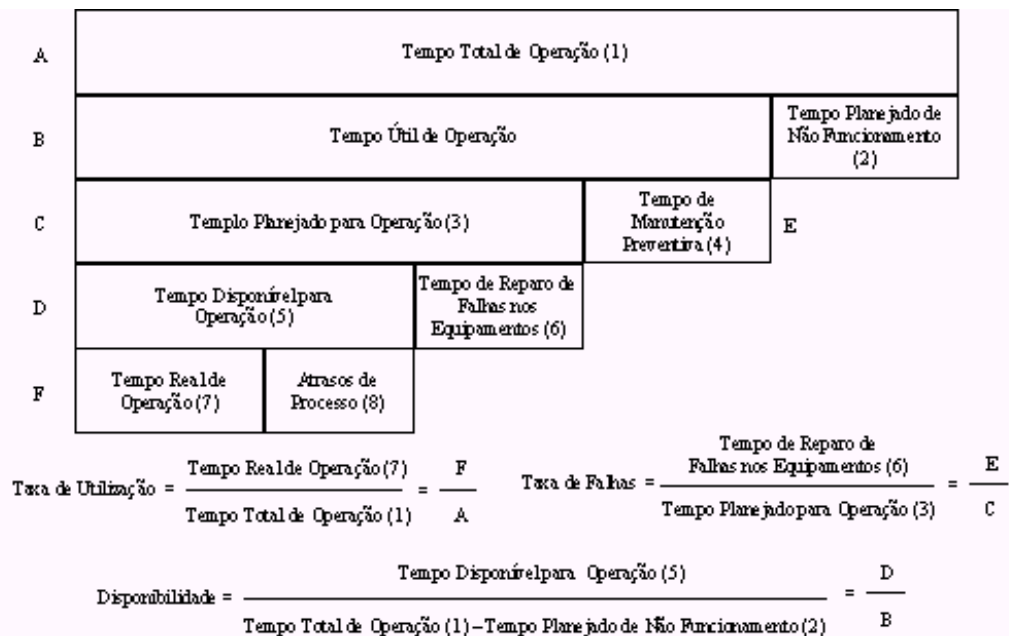 A
Tempo Total de Operação (1)
B
Tempo Útil de Operação
Tempo Planejado de
Não Funcionamento
(2)
C
Templo Planejado para Operação (3)
Tempo de
Manutenção
Preventiva (4)
E
D
Tempo Disponível para
Operação (5)
Tempo de Reparo de
Falhas nos
Equipamentos (6)
F
Tempo Real de
Operação (7)
Atrasos de
Processo (8)
Taxa de Utilização = Tempo Real de Operação (7) / Tempo Total de Operação (1) = F / A
Taxa de Falhas = Tempo de Reparo de Falhas nos Equipamentos (6) / Tempo Planejado para Operação (3) = E / C
Disponibilidade = Tempo Disponível para Operação (5) / Tempo Total de Operação (1) – Tempo Planejado de Não Funcionamento (2) = D / B